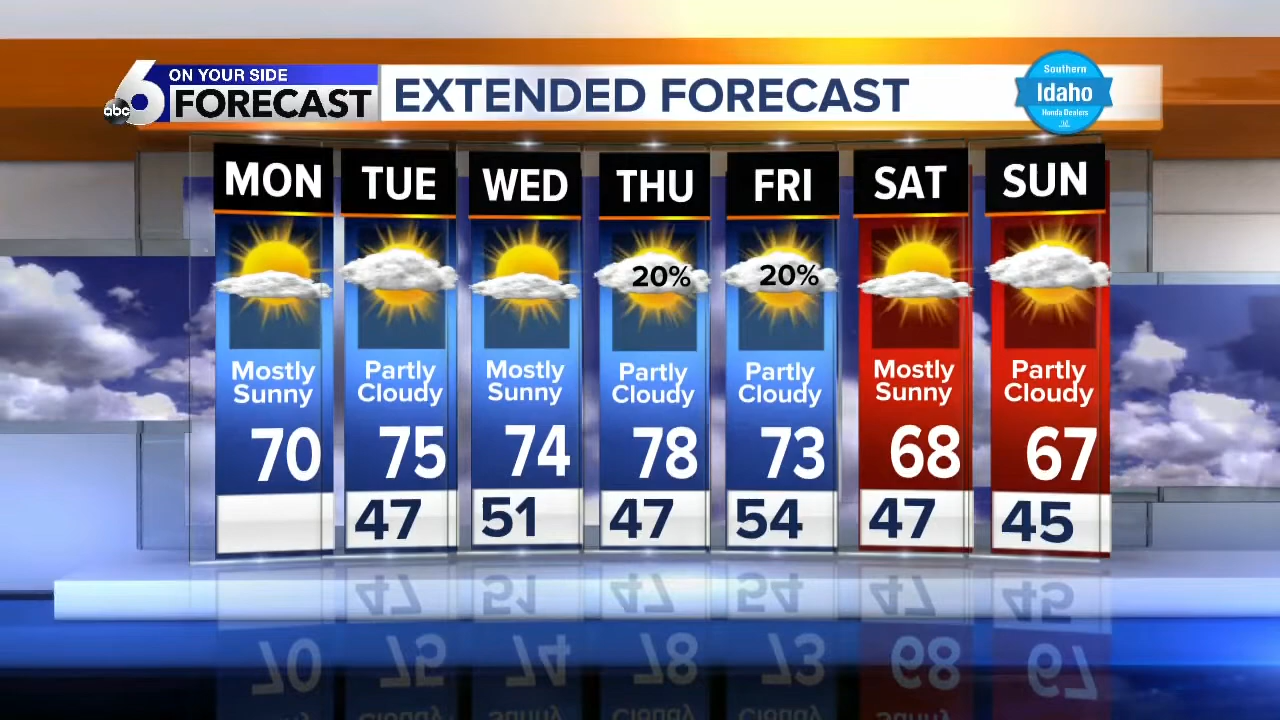 abc 6 ON YOUR SIDE
FORECAST
EXTENDED FORECAST
Southern
Idaho
Honda Dealers
MON TUE WED THU FRI SAT SUN
20% 20%
Mostly Sunny
Partly Cloudy
Mostly Sunny
Partly Cloudy
Partly Cloudy
Mostly Sunny
Partly Cloudy
70 75 74 78 73 68 67
47 51 47 54 47 45